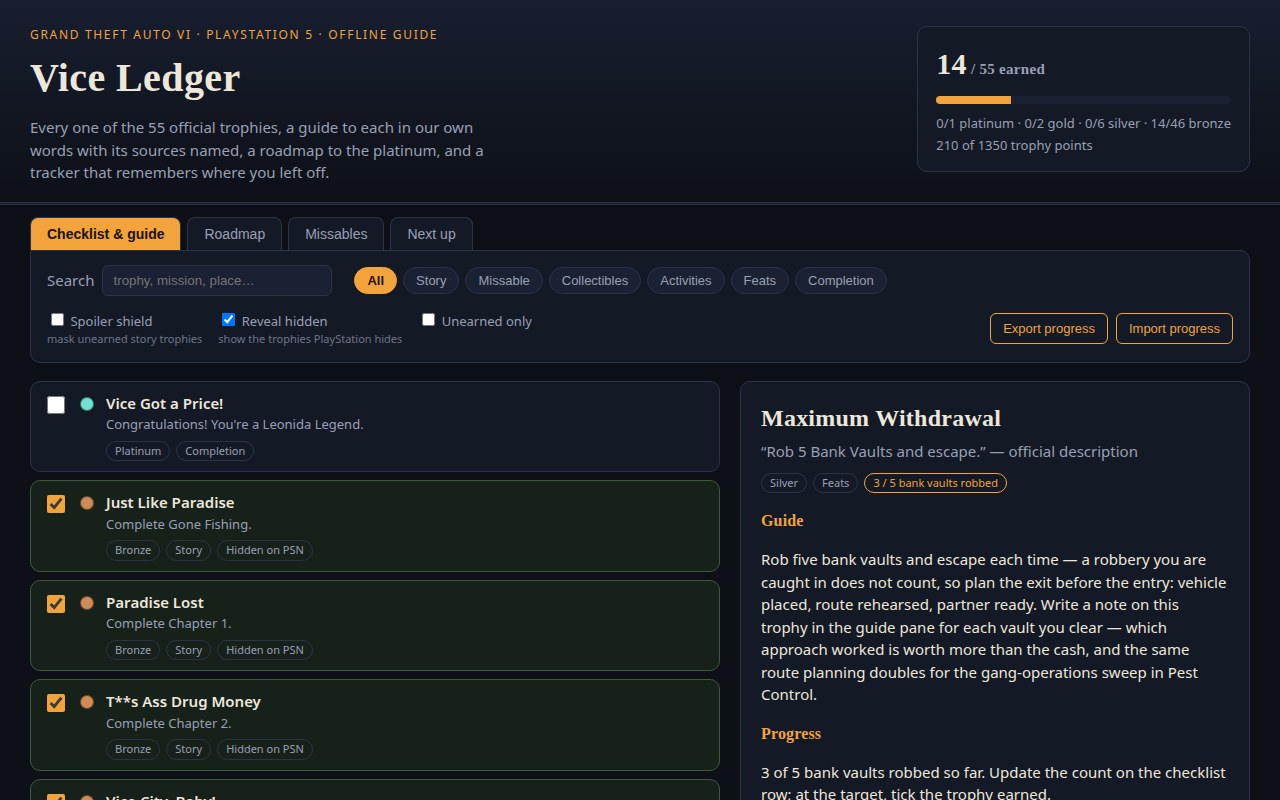 GRAND THEFT AUTO VI · PLAYSTATION 5 · OFFLINE GUIDE
Vice Ledger
Every one of the 55 official trophies, a guide to each in our own
words with its sources named, a roadmap to the platinum, and a
tracker that remembers where you left off.
14 / 55 earned
0/1 platinum · 0/2 gold · 0/6 silver · 14/46 bronze
210 of 1350 trophy points
Checklist & guide
Roadmap
Missables
Next up
Search
trophy, mission, place…
All
Story
Missable
Collectibles
Activities
Feats
Completion
Spoiler shield
mask unearned story trophies
Reveal hidden
show the trophies PlayStation hides
Unearned only
Export progress
Import progress
Vice Got a Price!
Congratulations! You're a Leonida Legend.
Platinum
Completion
Just Like Paradise
Complete Gone Fishing.
Bronze
Story
Hidden on PSN
Paradise Lost
Complete Chapter 1.
Bronze
Story
Hidden on PSN
T**s Ass Drug Money
Complete Chapter 2.
Bronze
Story
Hidden on PSN
Vice City, Baby!
Maximum Withdrawal
“Rob 5 Bank Vaults and escape.” — official description
Silver
Feats
3 / 5 bank vaults robbed
Guide
Rob five bank vaults and escape each time — a robbery you are
caught in does not count, so plan the exit before the entry: vehicle
placed, route rehearsed, partner ready. Write a note on this
trophy in the guide pane for each vault you clear — which
approach worked is worth more than the cash, and the same
route planning doubles for the gang-operations sweep in Pest
Control.
Progress
3 of 5 bank vaults robbed so far. Update the count on the checklist
row; at the target, tick the trophy earned.